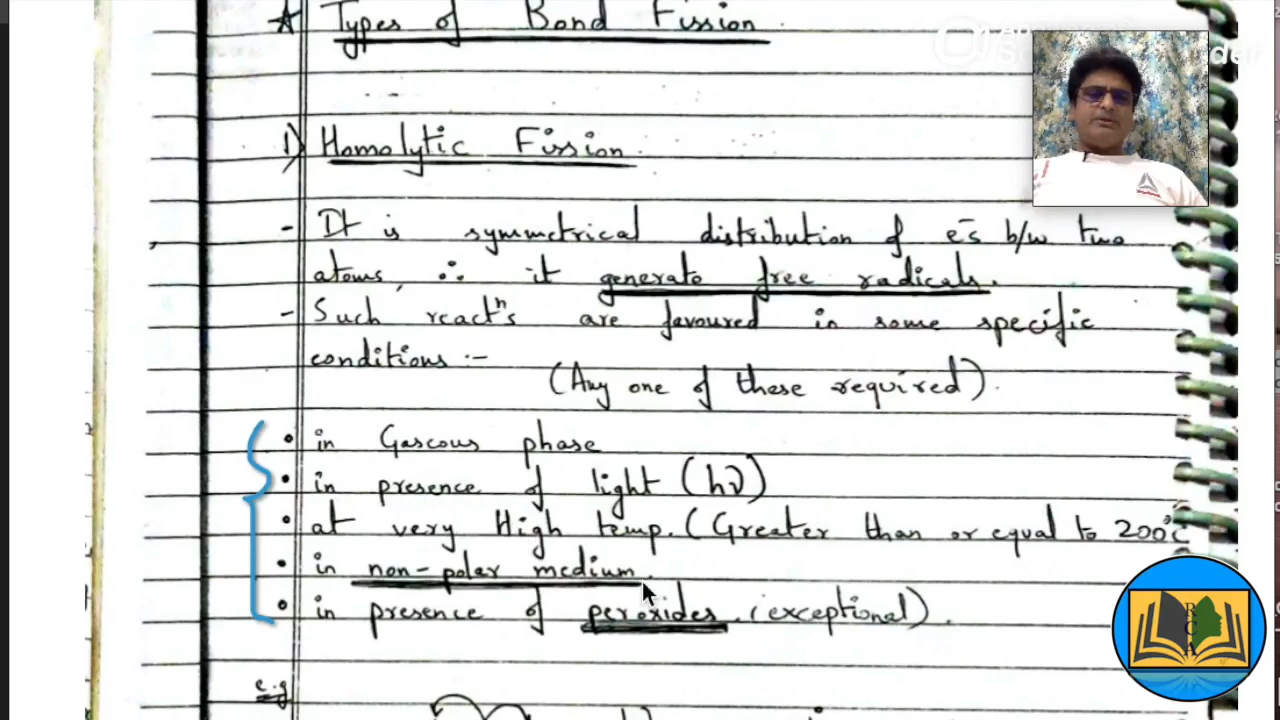 ★ Types of Bond Fission
1) Homolytic Fission
- It is symmetrical distribution of es b/w two
atoms, ∴ it generate free radicals.
- Such reactⁿs are favoured in some specific
conditions :-
(Any one of these required).
• in Gaseous phase
• in presence of light (hν)
• at very High temp. (Greater than or equal to 200°C
• in non-polar medium.
• in presence of peroxides. (exceptional).
e.g
RCA